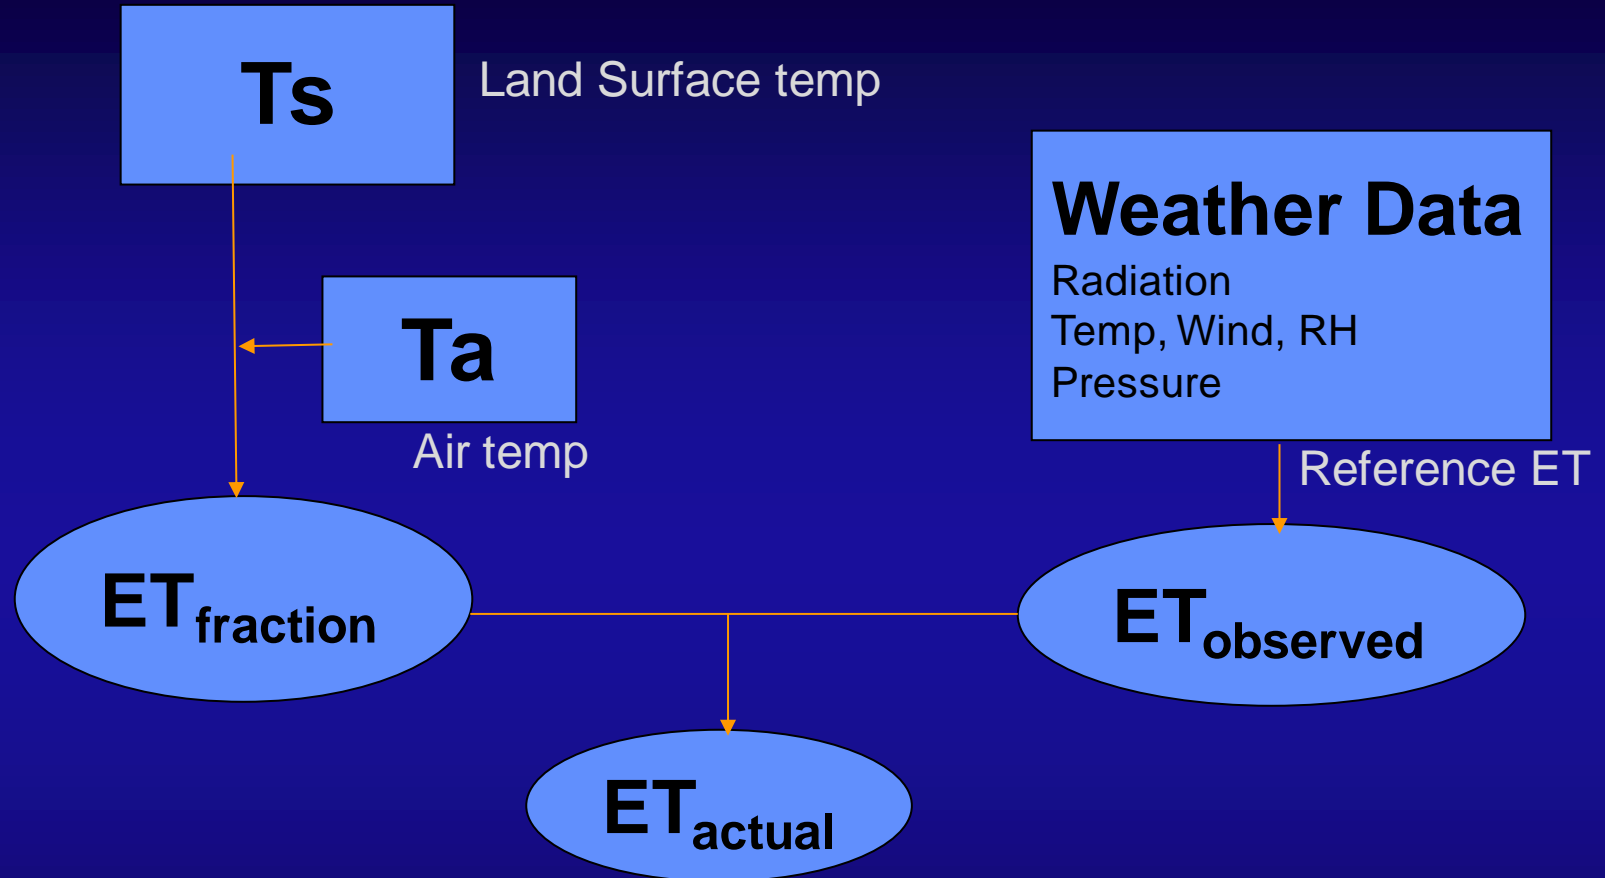 Ts
Land Surface temp
Weather Data
Radiation
Temp, Wind, RH
Pressure
Ta
Air temp
Reference ET
ETfraction
ETobserved
ETactual